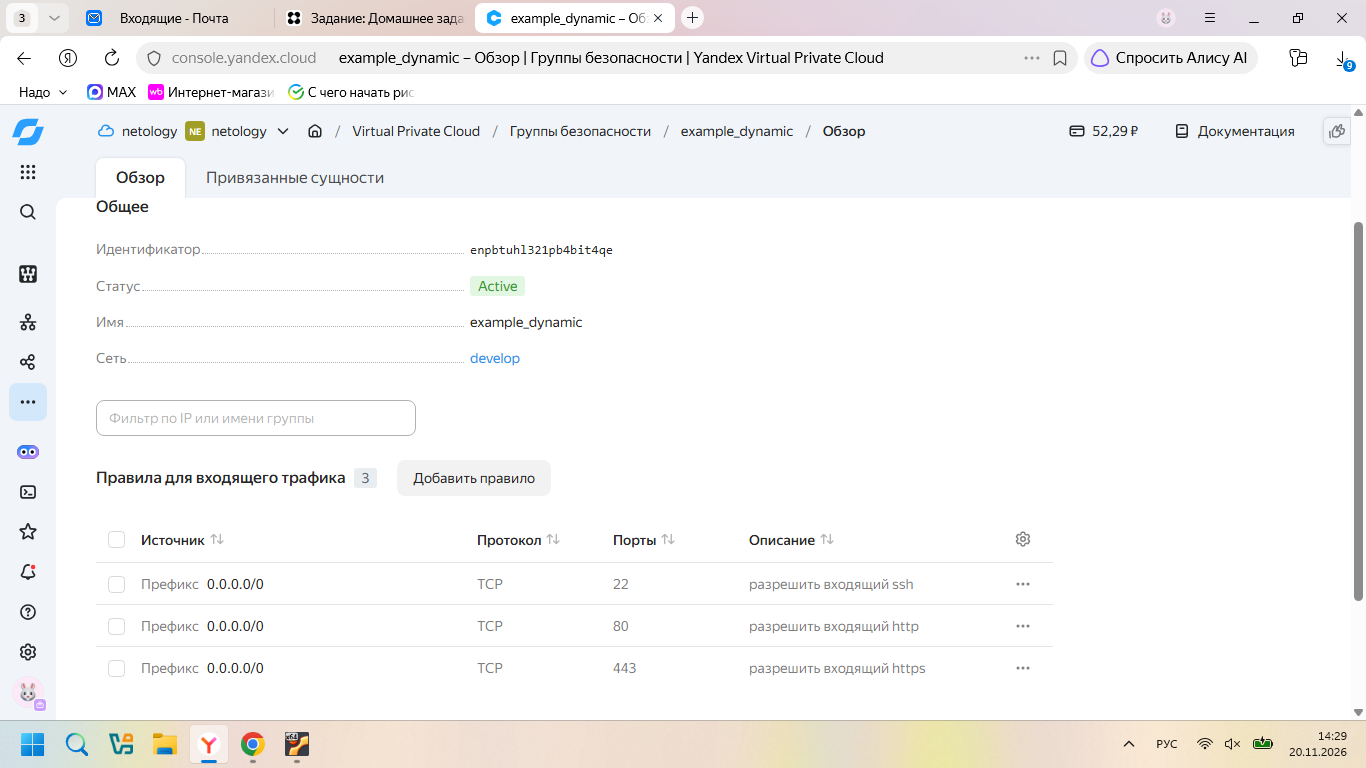 3
Входящие - Почта
Задание: Домашнее зада
example_dynamic – Об
console.yandex.cloud
example_dynamic – Обзор | Группы безопасности | Yandex Virtual Private Cloud
Спросить Алису AI
9
Надо
MAX
wb Интернет-магази
С чего начать рис
netology
NE netology
/ Virtual Private Cloud / Группы безопасности / example_dynamic / Обзор
52,29 ₽
Документация
Обзор
Привязанные сущности
Общее
Идентификатор enpbtuhl321pb4bit4qe
Статус Active
Имя example_dynamic
Сеть develop
Фильтр по IP или имени группы
Правила для входящего трафика 3 Добавить правило
Источник Протокол Порты Описание
Префикс 0.0.0.0/0 TCP 22 разрешить входящий ssh
Префикс 0.0.0.0/0 TCP 80 разрешить входящий http
Префикс 0.0.0.0/0 TCP 443 разрешить входящий https
РУС
14:29
20.11.2026